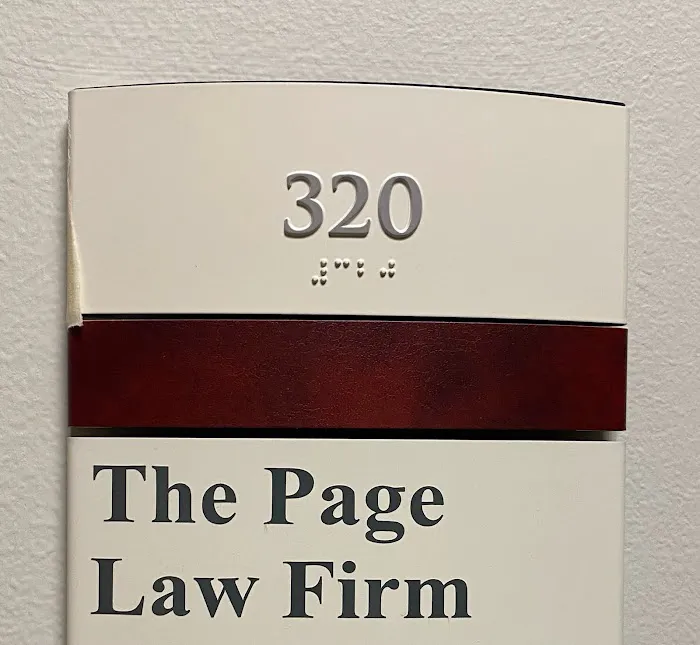 320
⠼⠉⠃⠚
The Page
Law Firm